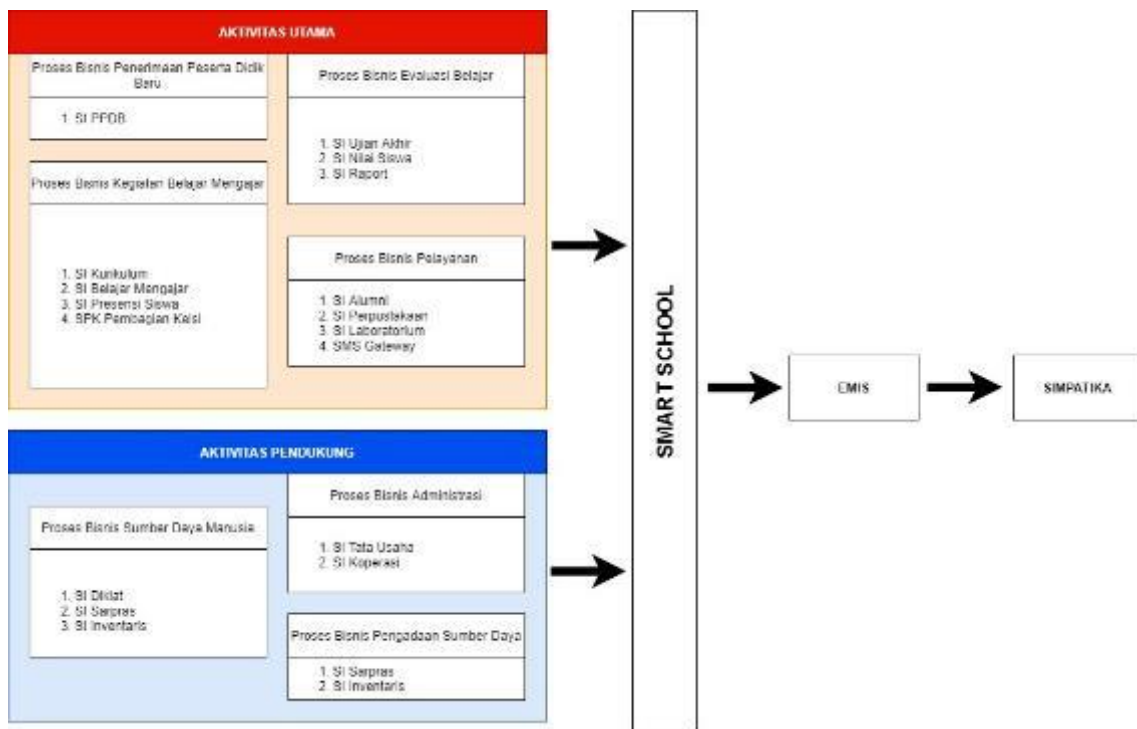 AKTIVITAS UTAMA
Proses Bisnis Penerimaan Peserta Didik
Baru
1. SI PPDB
Proses Bisnis Kegiatan Belajar Mengajar
1. SI Kurikulum
2. SI Belajar Mengajar
3. SI Presensi Siswa
4. SPK Pembagian
Proses Bisnis Evaluasi Belajar
1. SI Ujian Akhir
2. SI Nilai Siswa
3. SI Raport
Proses Bisnis Pelayanan
1. SI Alumni
2. SI Perpustakaan
3. SI Laboratorium
4. SMS Gateway
AKTIVITAS PENDUKUNG
Proses Bisnis Sumber Daya Manusia
1. SI Diklat
2. SI Sarpras
3. SI Inventaris
Proses Bisnis Administrasi
1. SI Tata Usaha
2. SI Koperasi
Proses Bisnis Pengadaan Sumber Daya
1. SI Sarpras
2. SI Inventaris
SMART SCHOOL
EMIS
SIMPATIKA